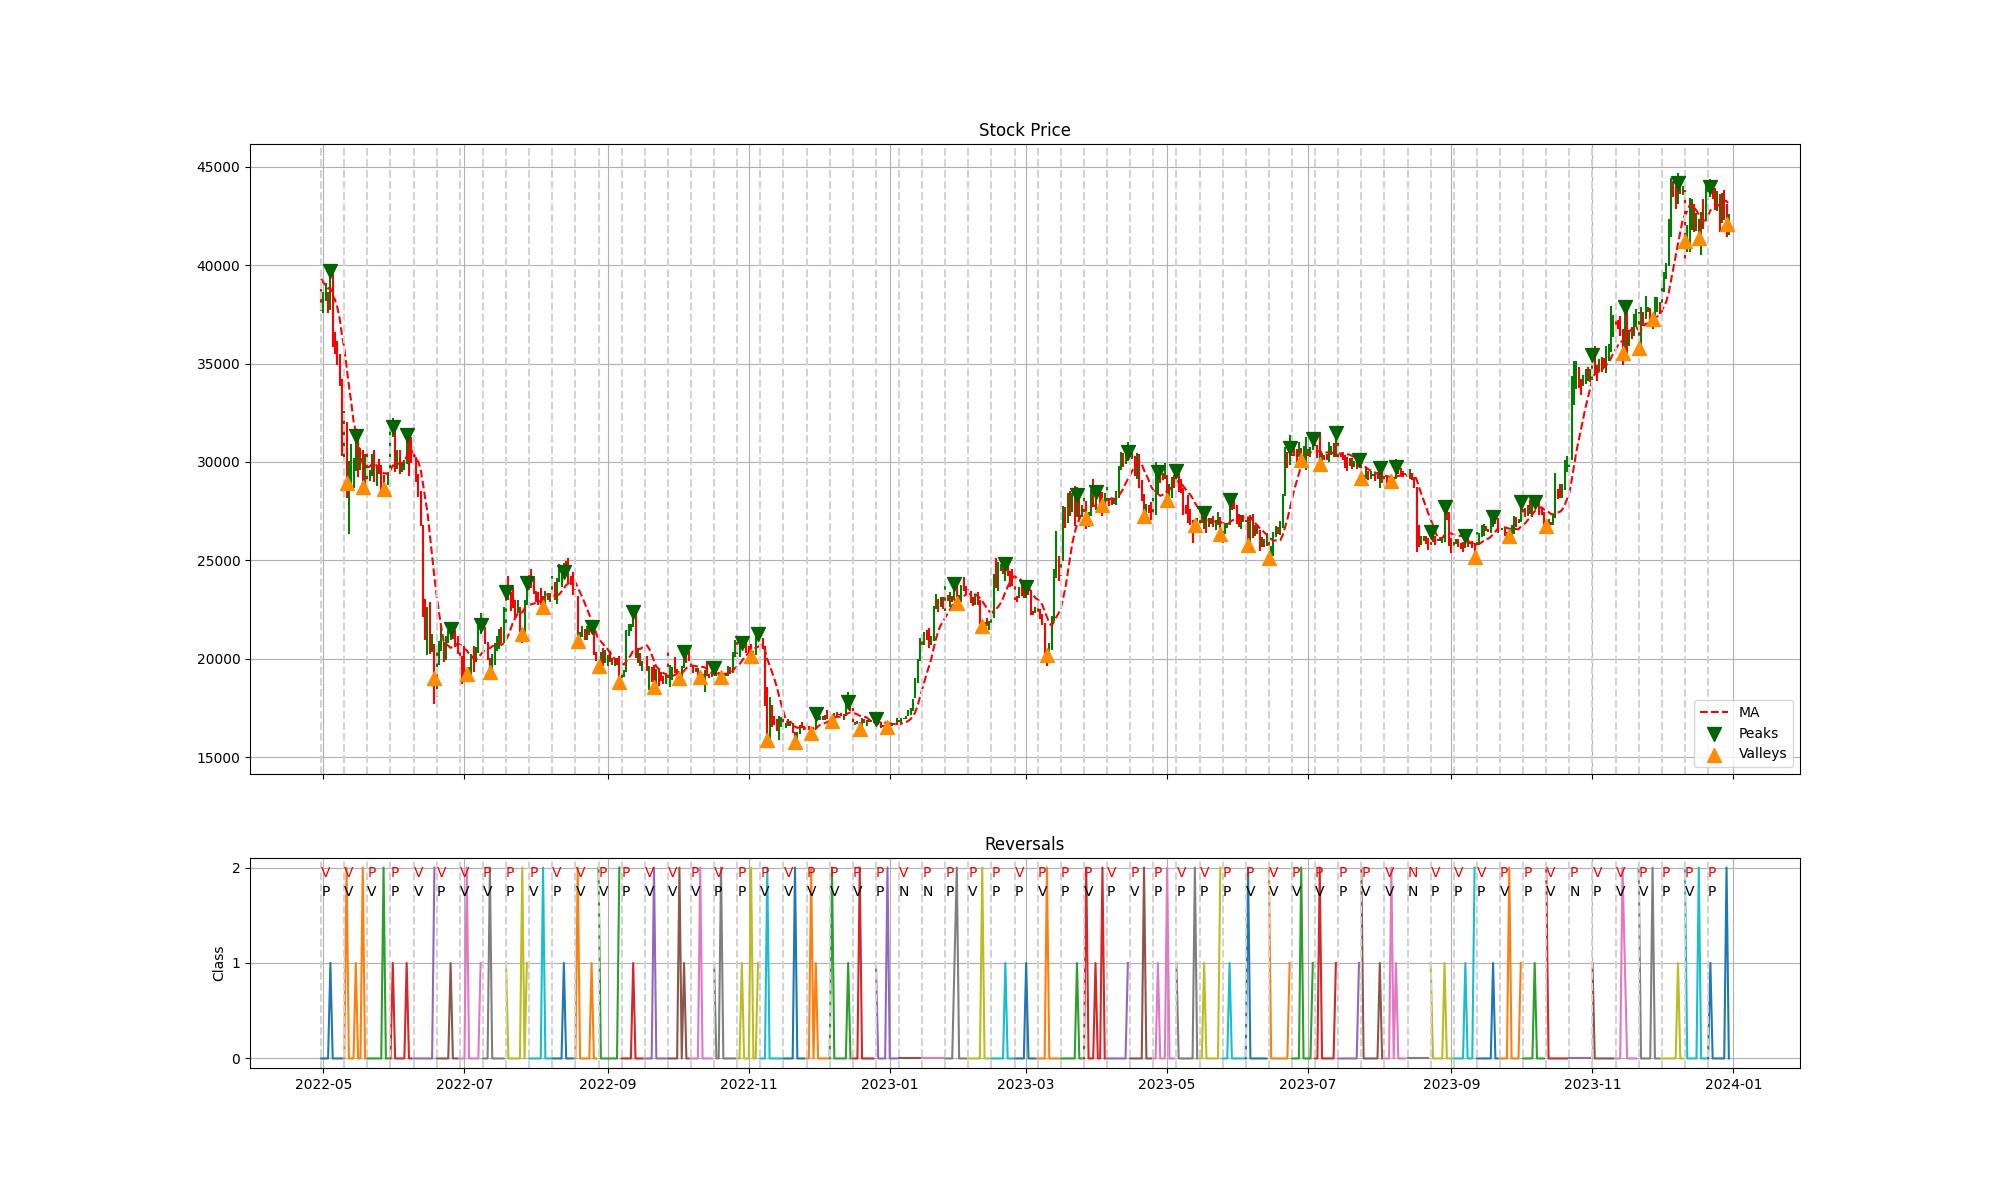 Stock Price
45000
40000
35000
30000
25000
20000
15000
MA
Peaks
Valleys
Reversals
Class
2
1
0
V V P P V V V P P P V V P P V V P V P P V P P P P V P P P P V P P P V P P V V P P V P P P P V N V V V P P V P V V P P P P
P V V P V P V V P V P V V P V V V P P V V V V V P N N P V P P V P V P V P P P P V V V V P V V N P P P V P V N P V V P V P
2022-05 2022-07 2022-09 2022-11 2023-01 2023-03 2023-05 2023-07 2023-09 2023-11 2024-01